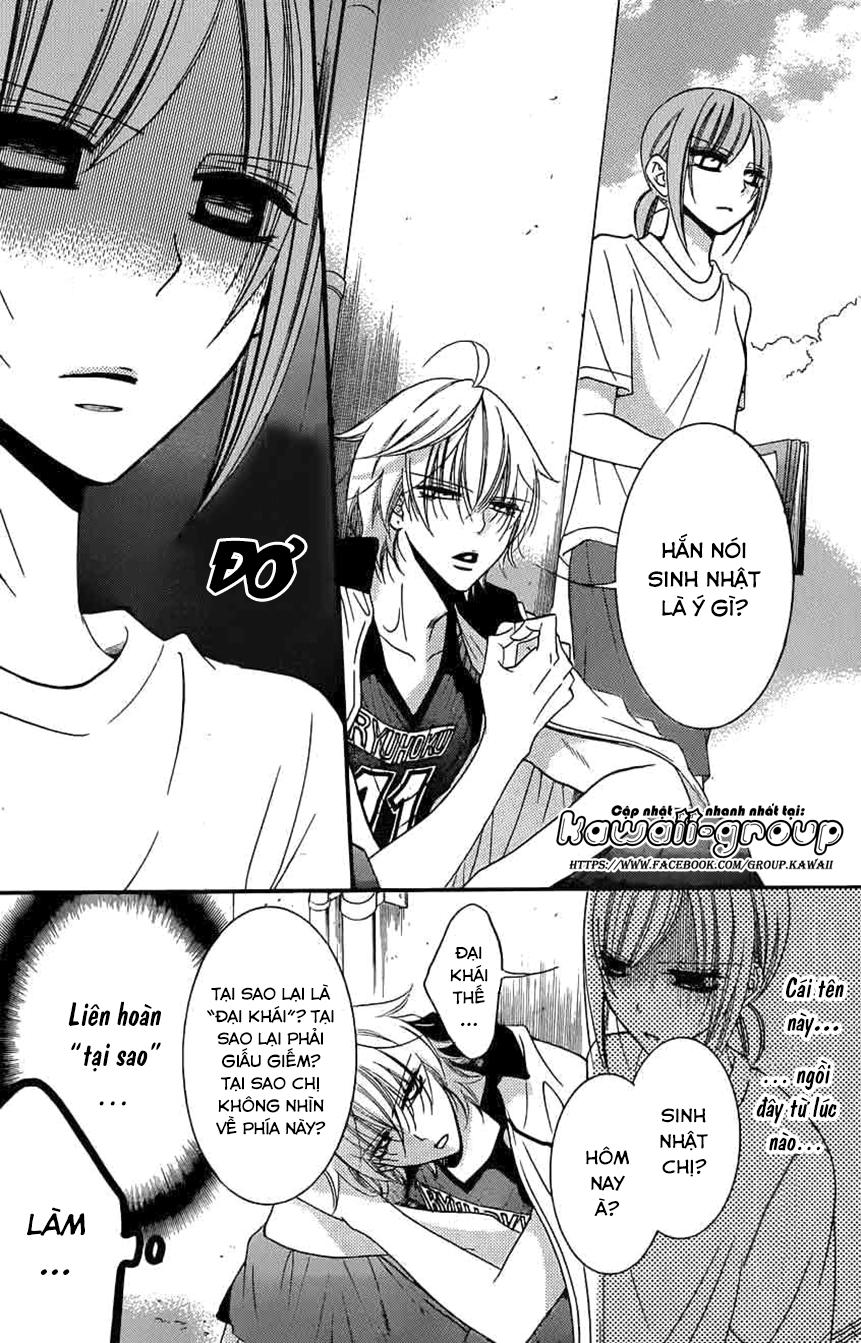 HẮN NÓI
SINH NHẬT
LÀ Ý GÌ?
ĐƠ
RYUHOKU
11
Cập nhật nhanh nhất tại:
kawaii-group
HTTPS://WWW.FACEBOOK.COM/GROUP.KAWAII
Cái tên
này...
... ngồi
đây từ lúc
nào...
SINH
NHẬT
CHỊ?
HÔM
NAY
À?
ĐẠI
KHÁI
THẾ
...
TẠI SAO LẠI LÀ
"ĐẠI KHÁI"? TẠI
SAO LẠI PHẢI
GIẤU GIẾM?
TẠI SAO CHỊ
KHÔNG NHÌN
VỀ PHÍA NÀY?
RYUHOKU
Liên hoàn
"tại sao"
...
LÀM
...